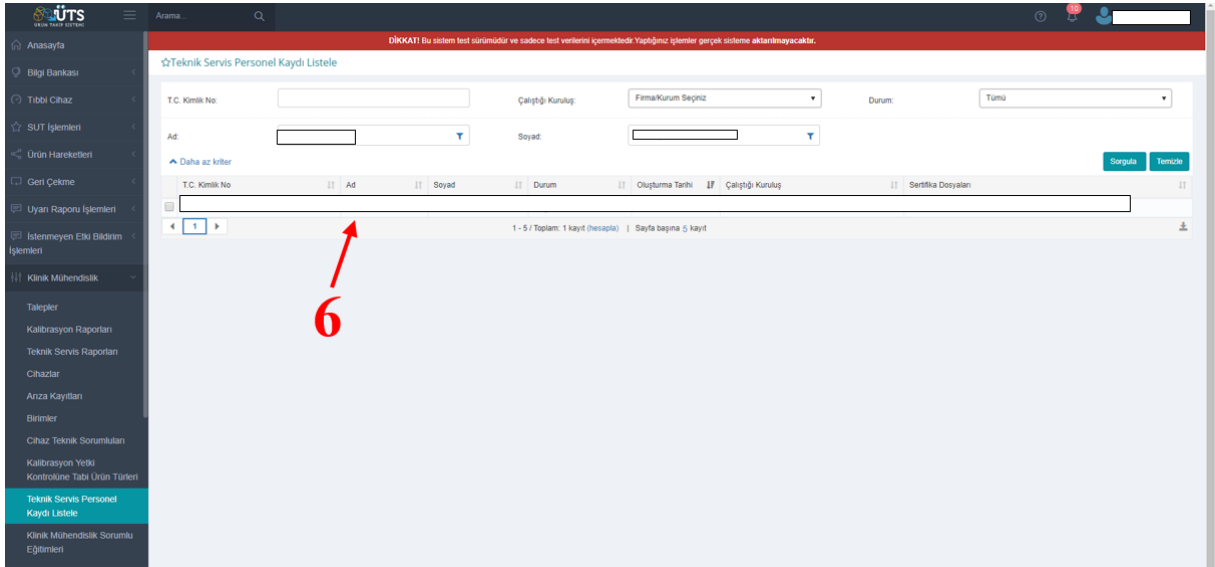 ÜTS
ÜRÜN TAKİP SİSTEMİ
Arama...
10
DİKKAT! Bu sistem test sürümüdür ve sadece test verilerini içermektedir.Yaptığınız işlemler gerçek sisteme aktarılmayacaktır.
Anasayfa
Bilgi Bankası
Tıbbi Cihaz
SUT İşlemleri
Ürün Hareketleri
Geri Çekme
Uyarı Raporu İşlemleri
İstenmeyen Etki Bildirim
İşlemleri
Klinik Mühendislik
Talepler
Kalibrasyon Raporları
Teknik Servis Raporları
Cihazlar
Arıza Kayıtları
Birimler
Cihaz Teknik Sorumluları
Kalibrasyon Yetki
Kontrolüne Tabi Ürün Türleri
Teknik Servis Personel
Kaydı Listele
Klinik Mühendislik Sorumlu
Eğitimleri
Teknik Servis Personel Kaydı Listele
T.C. Kimlik No:
Çalıştığı Kuruluş:
Firma/Kurum Seçiniz
Durum:
Tümü
Ad:
Soyad:
Daha az kriter
Sorgula
Temizle
T.C. Kimlik No
Ad
Soyad
Durum
Oluşturma Tarihi
Çalıştığı Kuruluş
Sertifika Dosyaları
1
1 - 5 / Toplam: 1 kayıt (hesapla) | Sayfa başına 5 kayıt
6